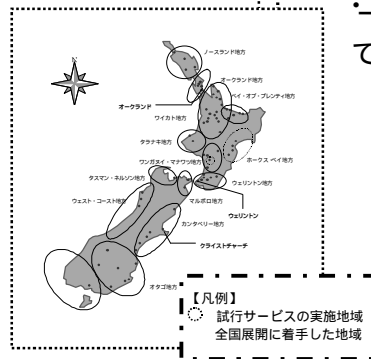 N
ノースランド地方
オークランド地方
ベイ・オブ・プレンティ地方
オークランド
ワイカト地方
タラナキ地方
ホークス ベイ地方
ワンガヌイ・マナワツ地方
タスマン・ネルソン地方
ウェリントン地方
マルボロ地方
ウェスト・コースト地方
ウェリントン
カンタベリー地方
クライストチャーチ
オタゴ地方
【凡例】
試行サービスの実施地域
全国展開に着手した地域
て